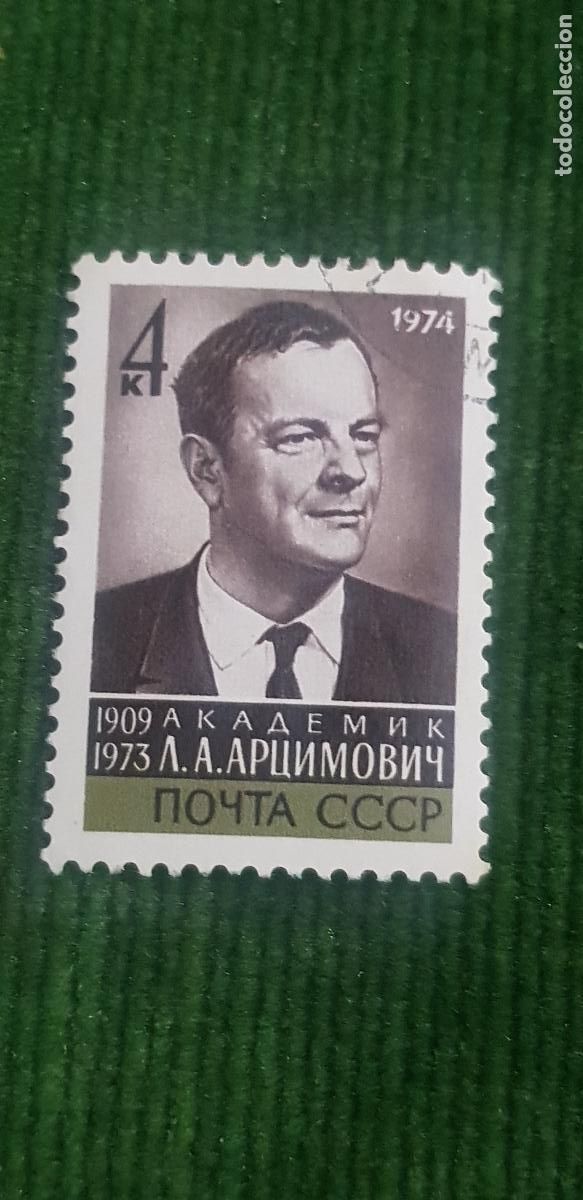 todocoleccion
1974
4
К
1909 АКАДЕМИК
1973 Л.А.АРЦИМОВИЧ
ПОЧТА СССР